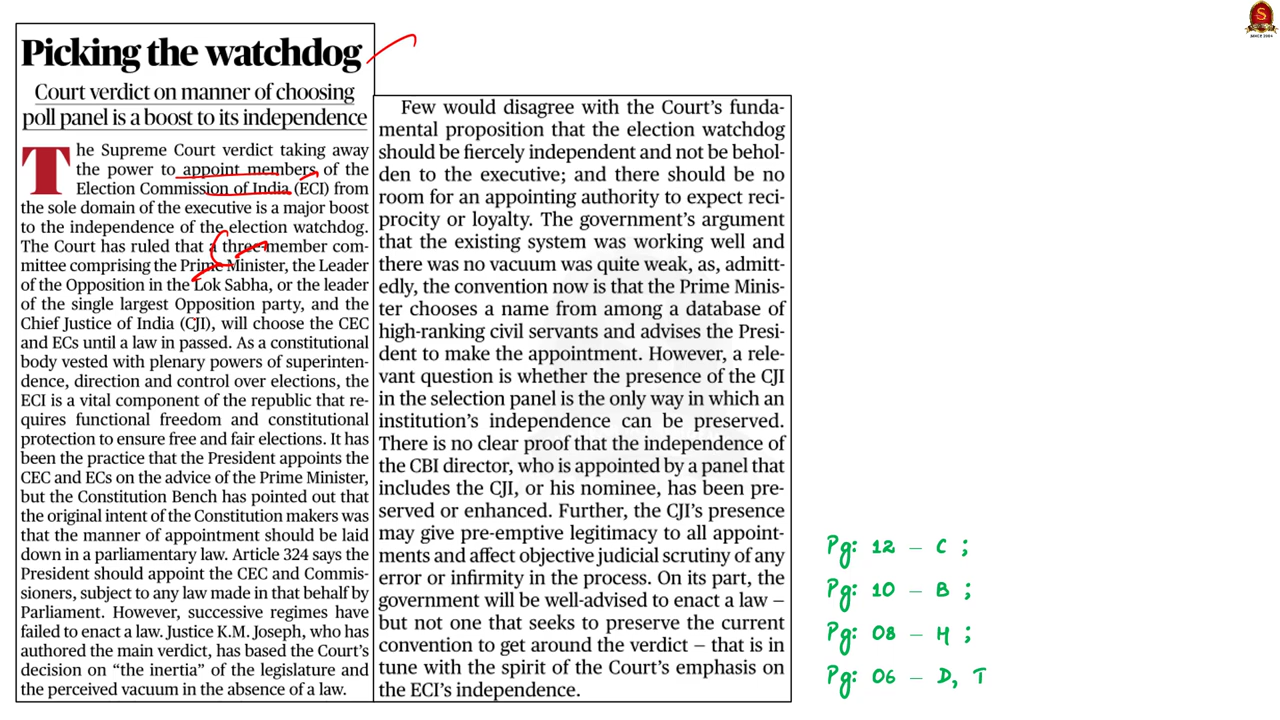 Picking the watchdog
Court verdict on manner of choosing
poll panel is a boost to its independence
The Supreme Court verdict taking away
the power to appoint members of the
Election Commission of India (ECI) from
the sole domain of the executive is a major boost
to the independence of the election watchdog.
The Court has ruled that a three-member com-
mittee comprising the Prime Minister, the Leader
of the Opposition in the Lok Sabha, or the leader
of the single largest Opposition party, and the
Chief Justice of India (CJI), will choose the CEC
and ECs until a law in passed. As a constitutional
body vested with plenary powers of superinten-
dence, direction and control over elections, the
ECI is a vital component of the republic that re-
quires functional freedom and constitutional
protection to ensure free and fair elections. It has
been the practice that the President appoints the
CEC and ECs on the advice of the Prime Minister,
but the Constitution Bench has pointed out that
the original intent of the Constitution makers was
that the manner of appointment should be laid
down in a parliamentary law. Article 324 says the
President should appoint the CEC and Commis-
sioners, subject to any law made in that behalf by
Parliament. However, successive regimes have
failed to enact a law. Justice K.M. Joseph, who has
authored the main verdict, has based the Court's
decision on “the inertia” of the legislature and
the perceived vacuum in the absence of a law.
Few would disagree with the Court's funda-
mental proposition that the election watchdog
should be fiercely independent and not be behol-
den to the executive; and there should be no
room for an appointing authority to expect reci-
procity or loyalty. The government's argument
that the existing system was working well and
there was no vacuum was quite weak, as, admitt-
edly, the convention now is that the Prime Minis-
ter chooses a name from among a database of
high-ranking civil servants and advises the Presi-
dent to make the appointment. However, a rele-
vant question is whether the presence of the CJI
in the selection panel is the only way in which an
institution's independence can be preserved.
There is no clear proof that the independence of
the CBI director, who is appointed by a panel that
includes the CJI, or his nominee, has been pre-
served or enhanced. Further, the CJI's presence
may give pre-emptive legitimacy to all appoint-
ments and affect objective judicial scrutiny of any
error or infirmity in the process. On its part, the
government will be well-advised to enact a law –
but not one that seeks to preserve the current
convention to get around the verdict – that is in
tune with the spirit of the Court's emphasis on
the ECI's independence.
Pg: 12 – C ;
Pg: 10 – B ;
Pg: 08 – H ;
Pg: 06 – D, T
S
SINCE 2004